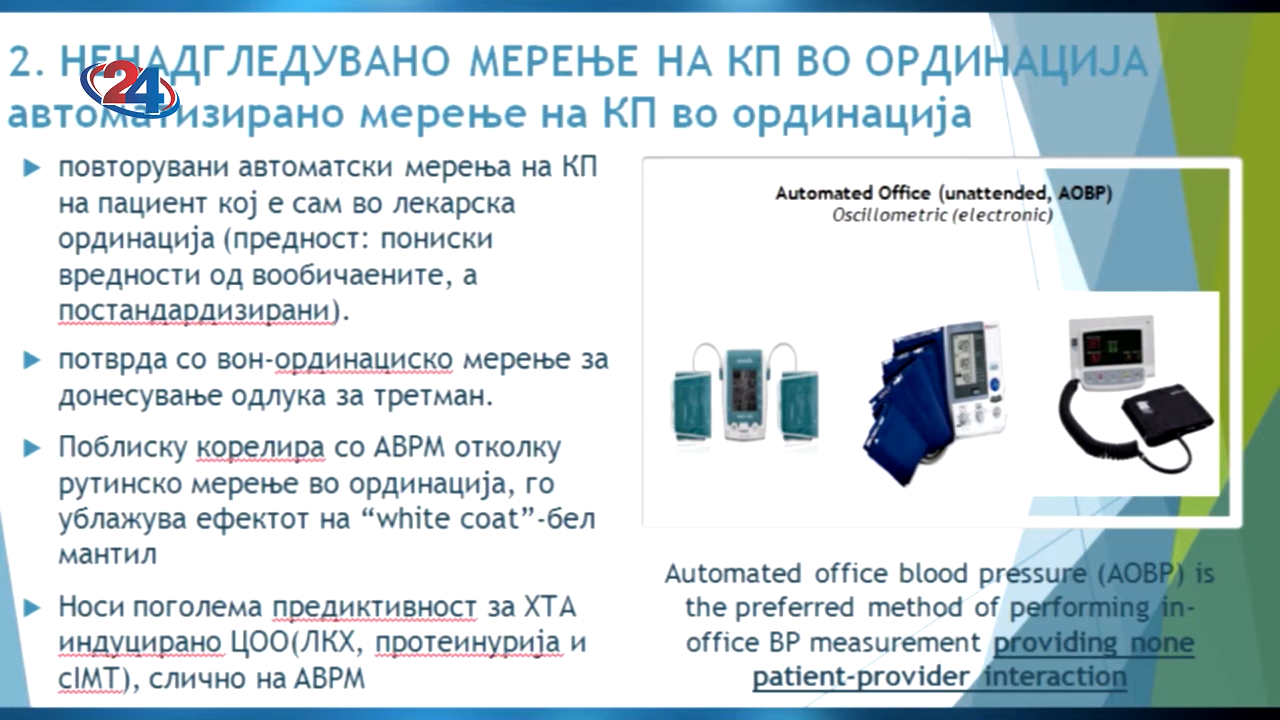 2. НЕНАДГЛЕДУВАНО МЕРЕЊЕ НА КП ВО ОРДИНАЦИЈА
автоматизирано мерење на КП во ординација
24
повторувани автоматски мерења на КП
на пациент кој е сам во лекарска
ординација (предност: пониски
вредности од вообичаените, а
постандардизирани).
потврда со вон-ординациско мерење за
донесување одлука за третман.
Поблиску корелира со АВРМ отколку
рутинско мерење во ординација, го
ублажува ефектот на “white coat”-бел
мантил
Носи поголема предиктивност за ХТА
индуцирано ЦОО(ЛКХ, протеинурија и
cIMT), слично на АВРМ
Automated Office (unattended, AOBP)
Oscillometric (electronic)
Automated office blood pressure (AOBP) is
the preferred method of performing in-
office BP measurement providing none
patient-provider interaction